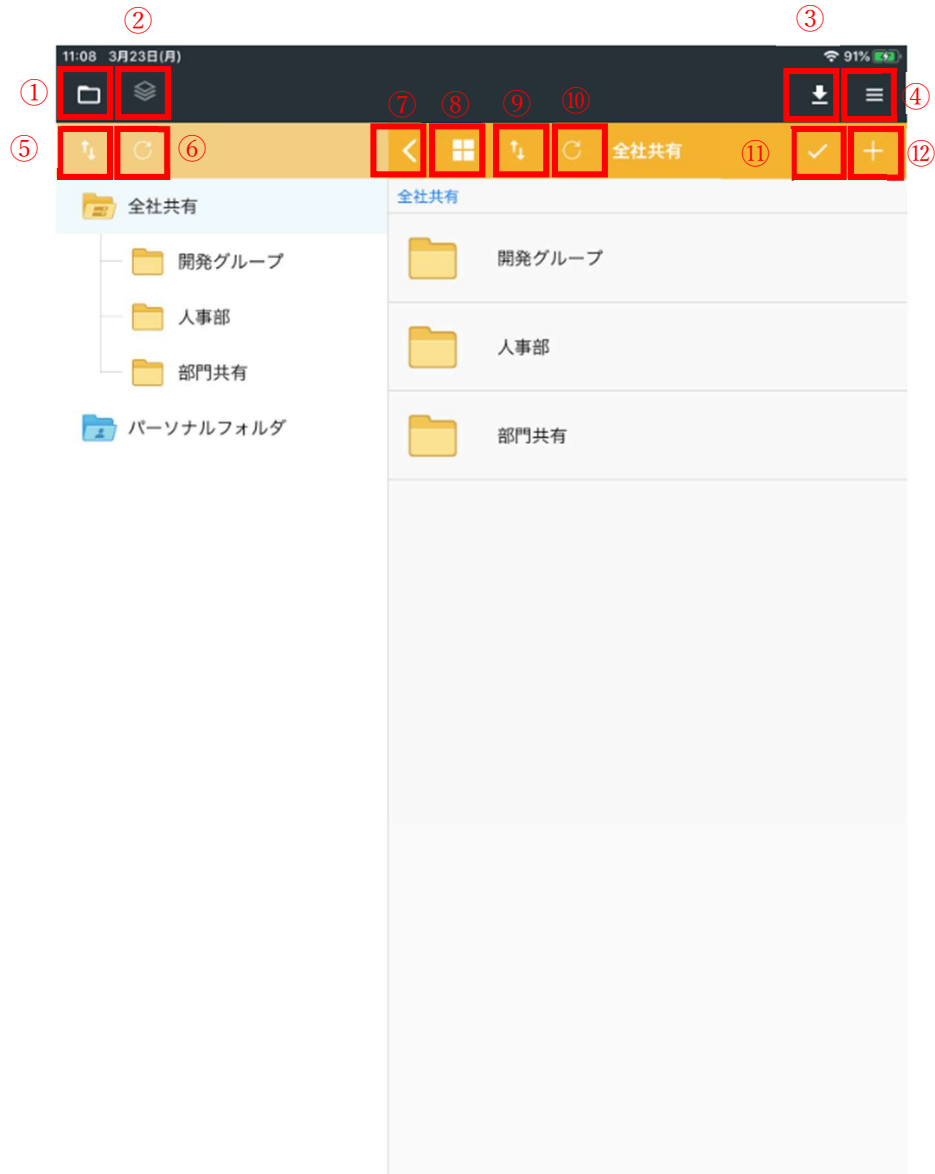 ② ③
11:08 3月23日(月) 91%
① ④
⑦ ⑧ ⑨ ⑩
⑤ ⑥ 全社共有 ⑪ ⑫
全社共有
開発グループ
人事部
部門共有
パーソナルフォルダ
全社共有
開発グループ
人事部
部門共有